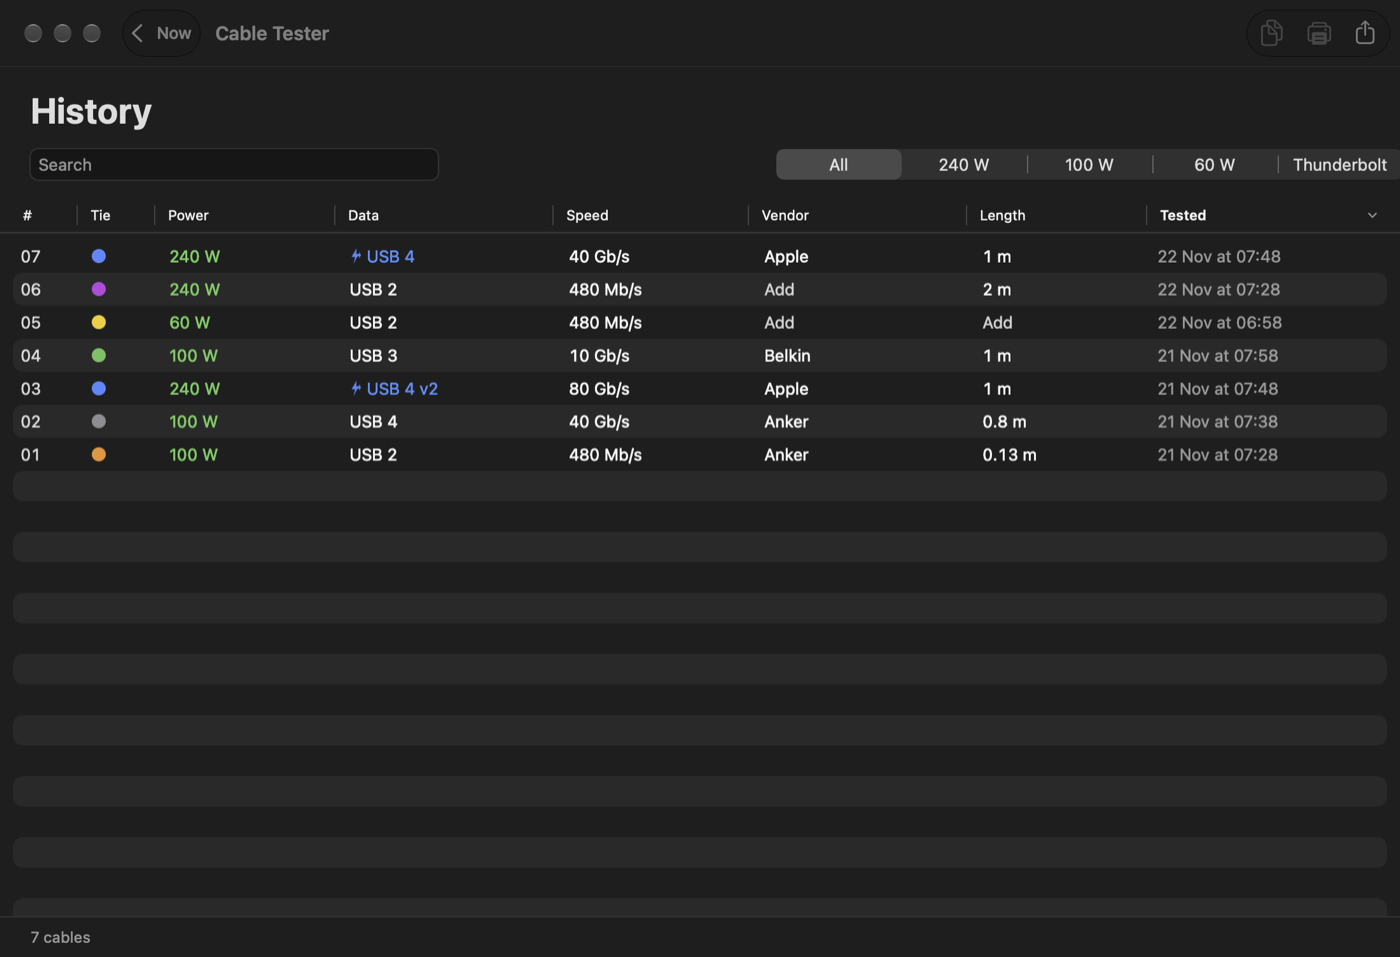 Now Cable Tester
History
Search All 240 W 100 W 60 W Thunderbolt
# Tie Power Data Speed Vendor Length Tested
07 240 W USB 4 40 Gb/s Apple 1 m 22 Nov at 07:48
06 240 W USB 2 480 Mb/s Add 2 m 22 Nov at 07:28
05 60 W USB 2 480 Mb/s Add Add 22 Nov at 06:58
04 100 W USB 3 10 Gb/s Belkin 1 m 21 Nov at 07:58
03 240 W USB 4 v2 80 Gb/s Apple 1 m 21 Nov at 07:48
02 100 W USB 4 40 Gb/s Anker 0.8 m 21 Nov at 07:38
01 100 W USB 2 480 Mb/s Anker 0.13 m 21 Nov at 07:28
7 cables